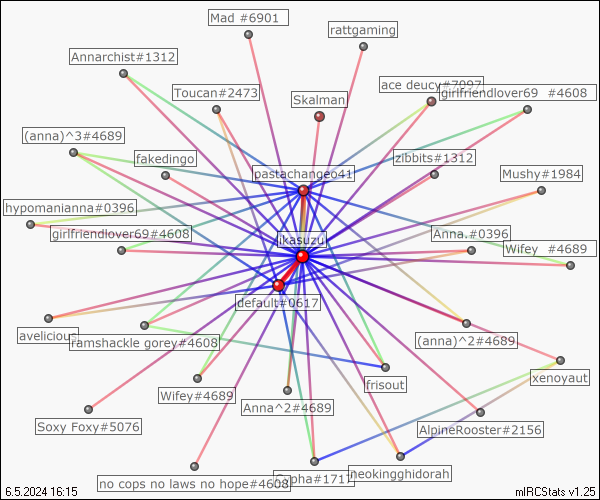 Mad #6901
rattgaming
Annarchist#1312
ace deucy#7097
Toucan#2473
girlfriendlover69 #4608
Skalman
(anna)^3#4689
fakedingo
zibbits#1312
pastachangeo41
Mushy#1984
hypomanianna#0396
girlfriendlover69#4608
ikasuzu
Anna.#0396
Wifey #4689
default#0617
avelicious
ramshackle gorey#4608
(anna)^2#4689
xenoyaut
frisout
Wifey#4689
Anna^2#4689
Soxy Foxy#5076
AlpineRooster#2156
no cops no laws no hope#4608
#1717
neokingghidorah
6.5.2024 16:15
mIRCStats v1.25